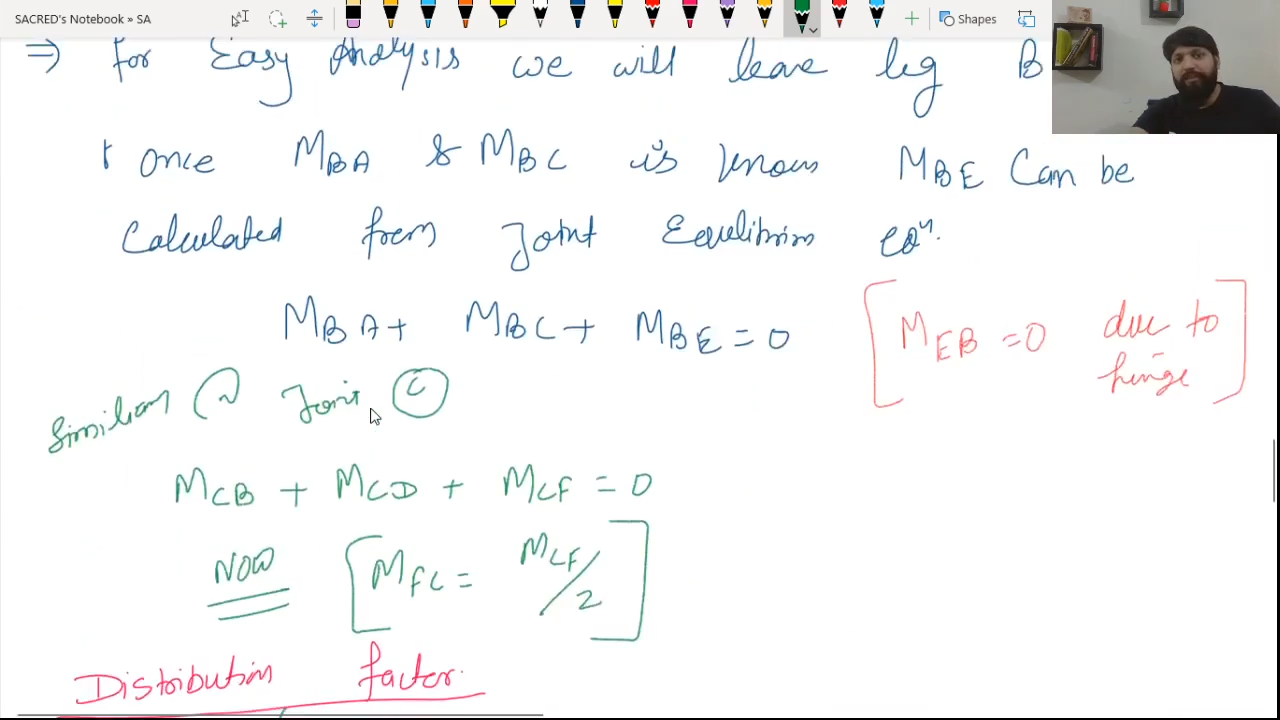 SACRED's Notebook » SA
Shapes
⇒ for Easy Analysis we will leave leg B
once MBA & MBC is known MBE Can be
Calculated from Joint Equilibrium eqn.
MBA + MBC + MBE = 0
[MEB = 0 due to
hinge]
@ Joint C
MCB + MCD + MCF = 0
NOW [MFC = MCF/2]
Distribution factor.